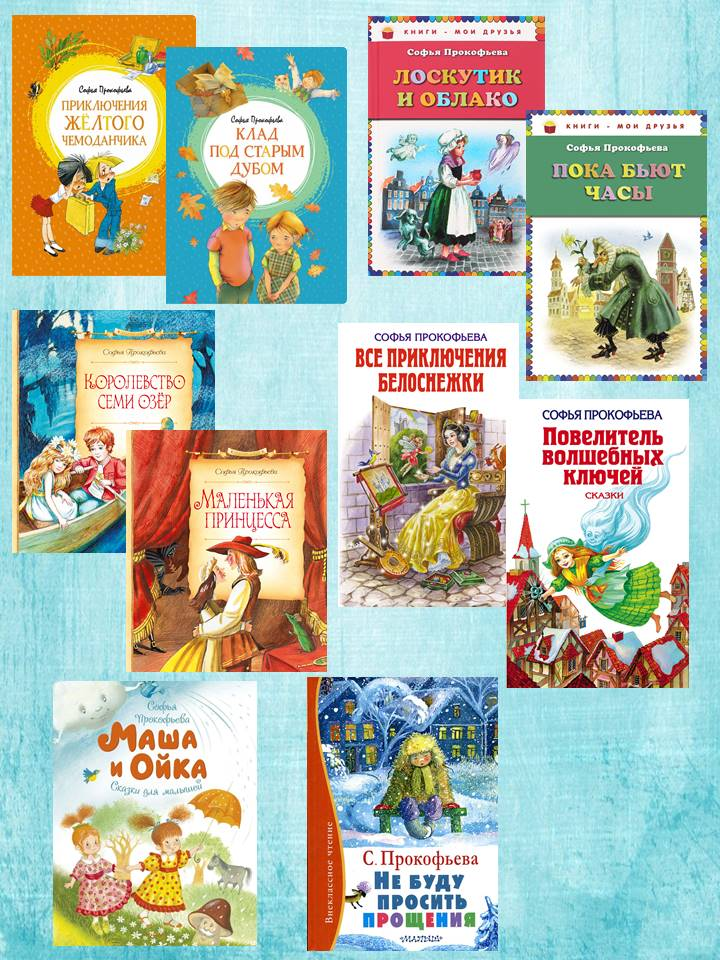 Софья Прокофьева
ПРИКЛЮЧЕНИЯ
ЖЁЛТОГО
ЧЕМОДАНЧИКА
Софья Прокофьева
КЛАД
ПОД СТАРЫМ
ДУБОМ
КНИГИ - МОИ ДРУЗЬЯ
Софья Прокофьева
ЛОСКУТИК
И ОБЛАКО
КНИГИ - МОИ ДРУЗЬЯ
Софья Прокофьева
ПОКА БЬЮТ
ЧАСЫ
Софья Прокофьева
КОРОЛЕВСТВО
СЕМИ ОЗЁР
Софья Прокофьева
МАЛЕНЬКАЯ
ПРИНЦЕССА
СОФЬЯ ПРОКОФЬЕВА
ВСЕ ПРИКЛЮЧЕНИЯ
БЕЛОСНЕЖКИ
СОФЬЯ ПРОКОФЬЕВА
Повелитель
волшебных
ключей
СКАЗКИ
Софья
Прокофьева
Маша
и Ойка
Сказки для малышей
Внеклассное чтение
С. Прокофьева
Не буду
просить
прощения
МАЛЫШ